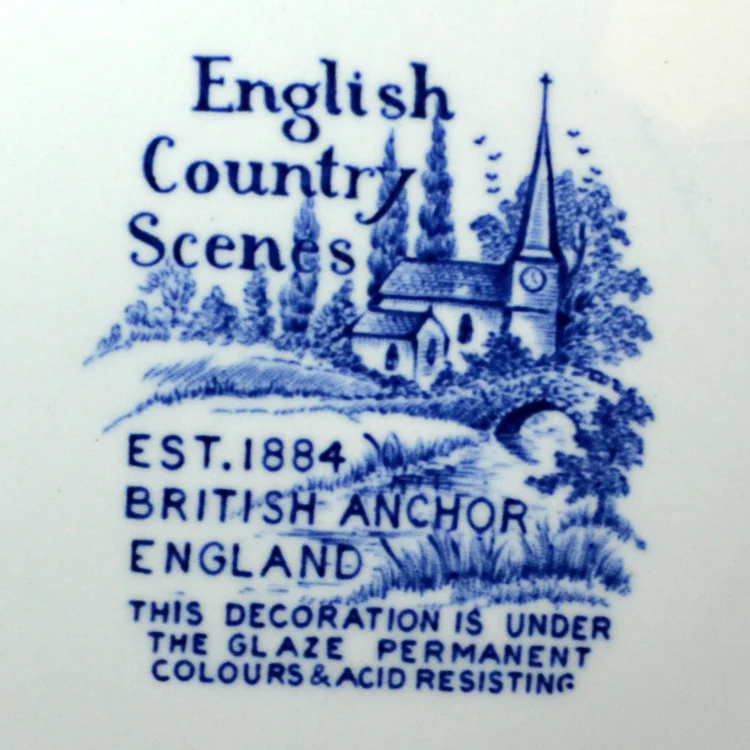 English
Country
Scenes
EST. 1884
BRITISH ANCHOR
ENGLAND
THIS DECORATION IS UNDER
THE GLAZE PERMANENT
COLOURS & ACID RESISTING